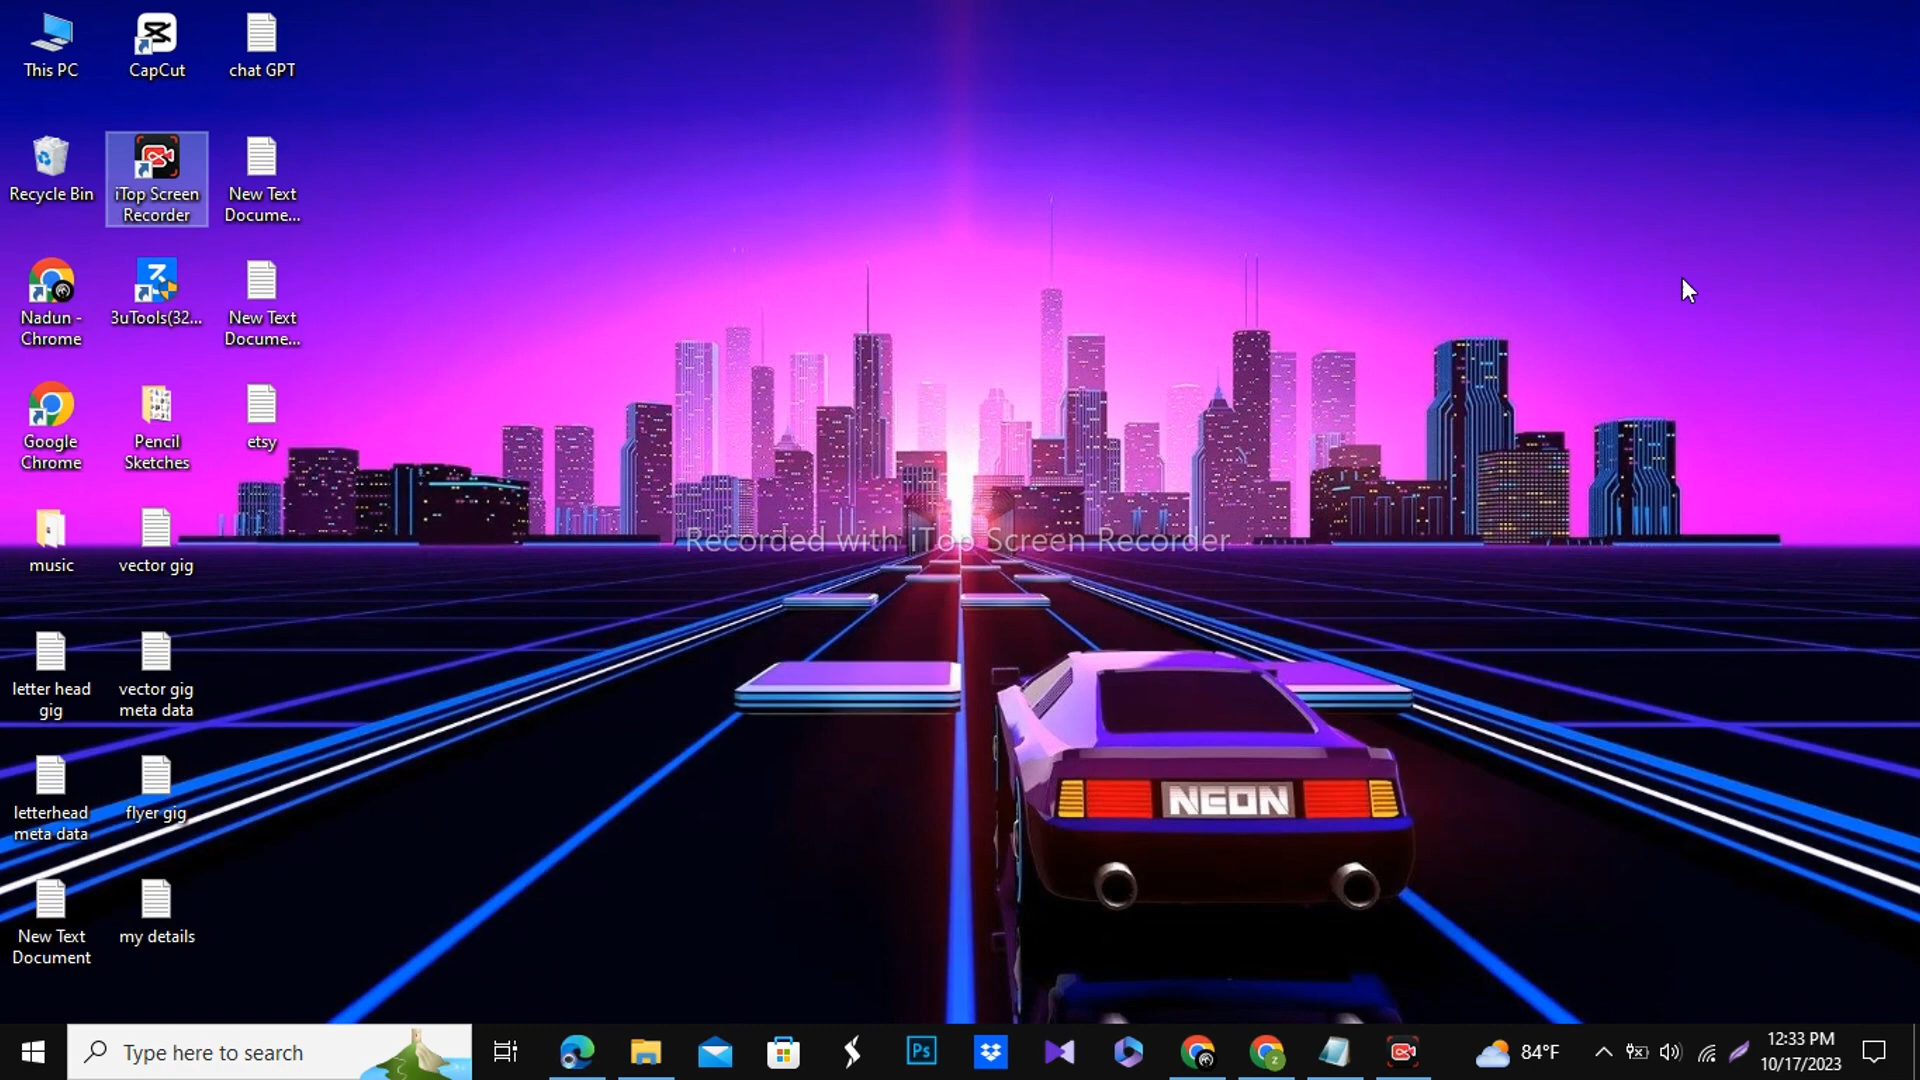 This PC
CapCut
chat GPT
Recycle Bin
iTop Screen
Recorder
New Text
Docume...
Nadun -
Chrome
3uTools(32...
New Text
Docume...
Google
Chrome
Pencil
Sketches
etsy
music
vector gig
Recorded with iTop Screen Recorder
letter head
gig
vector gig
meta data
letterhead
meta data
flyer gig
NEON
New Text
Document
my details
Type here to search
Ps
z
84°F
12:33 PM
10/17/2023